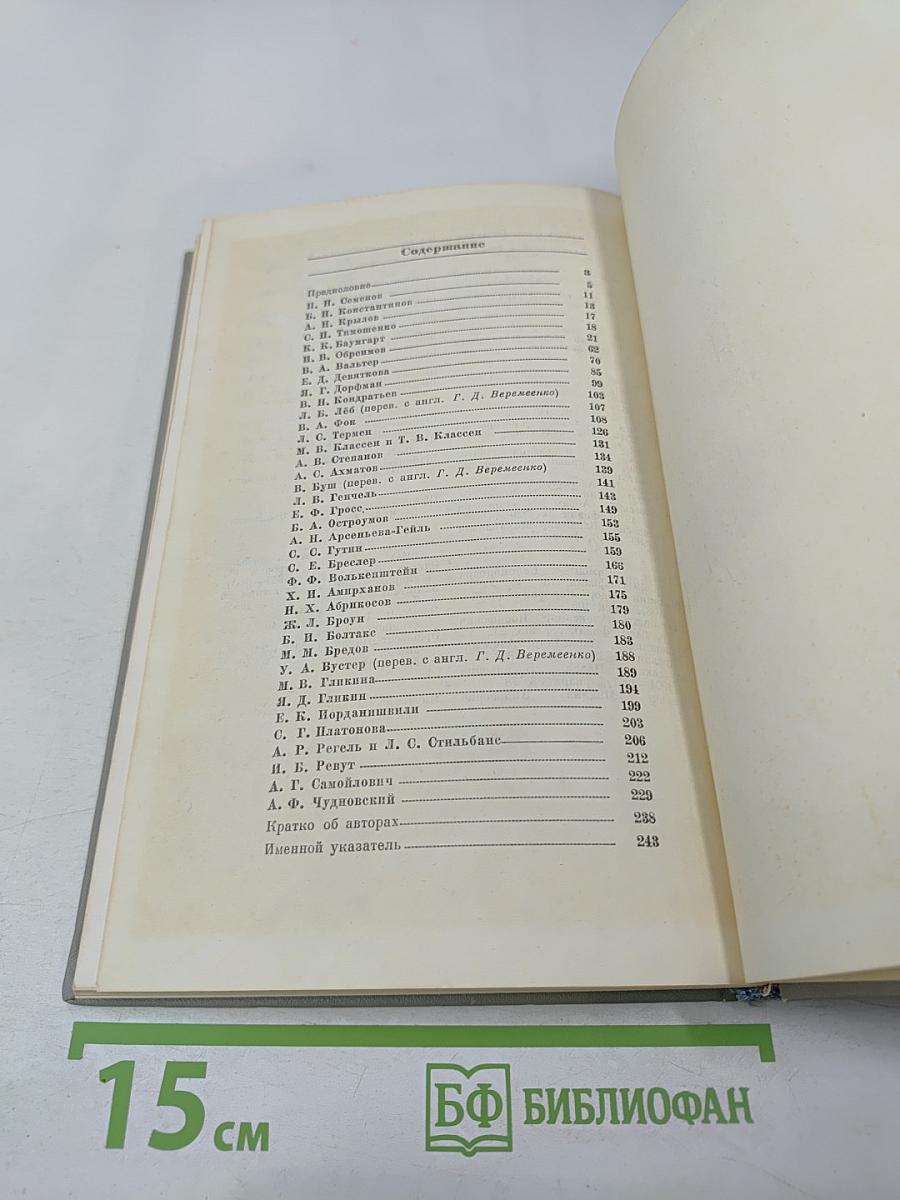 Содержание
Предисловие 3
Н. Н. Семенов 5
Б. П. Константинов 11
А. Н. Крылов 13
С. П. Тимошенко 17
К. К. Баумгарт 18
И. В. Обреимов 21
В. А. Вальтер 62
Е. Д. Девяткова 70
Я. Г. Дорфман 85
В. Н. Кондратьев 99
Л. Б. Лёб (перев. с англ. Г. Д. Веремеенко) 103
В. А. Фок 107
Л. С. Термен 108
М. В. Классен и Т. В. Классен 126
А. В. Степанов 131
А. С. Ахматов 134
В. Буш (перев. с англ. Г. Д. Веремеенко) 139
Л. В. Генчель 141
Е. Ф. Гросс 143
Б. А. Остроумов 149
А. Н. Арсеньева-Гейль 153
С. С. Гутин 155
С. Е. Бреслер 159
Ф. Ф. Волькенштейн 166
Х. И. Амирханов 171
Н. Х. Абрикосов 175
Ж. Л. Броун 179
Б. И. Болтакс 180
М. М. Бредов 183
У. А. Вустер (перев. с англ. Г. Д. Веремеенко) 188
М. В. Гликина 189
Я. Д. Гликин 194
Е. К. Иорданишвили 199
С. Г. Платонова 203
А. Р. Регель и Л. С. Стильбанс 206
И. Б. Ревут 212
А. Г. Самойлович 222
А. Ф. Чудновский 229
Кратко об авторах 238
Именной указатель 243
15 см
БФ БИБЛИОФАН